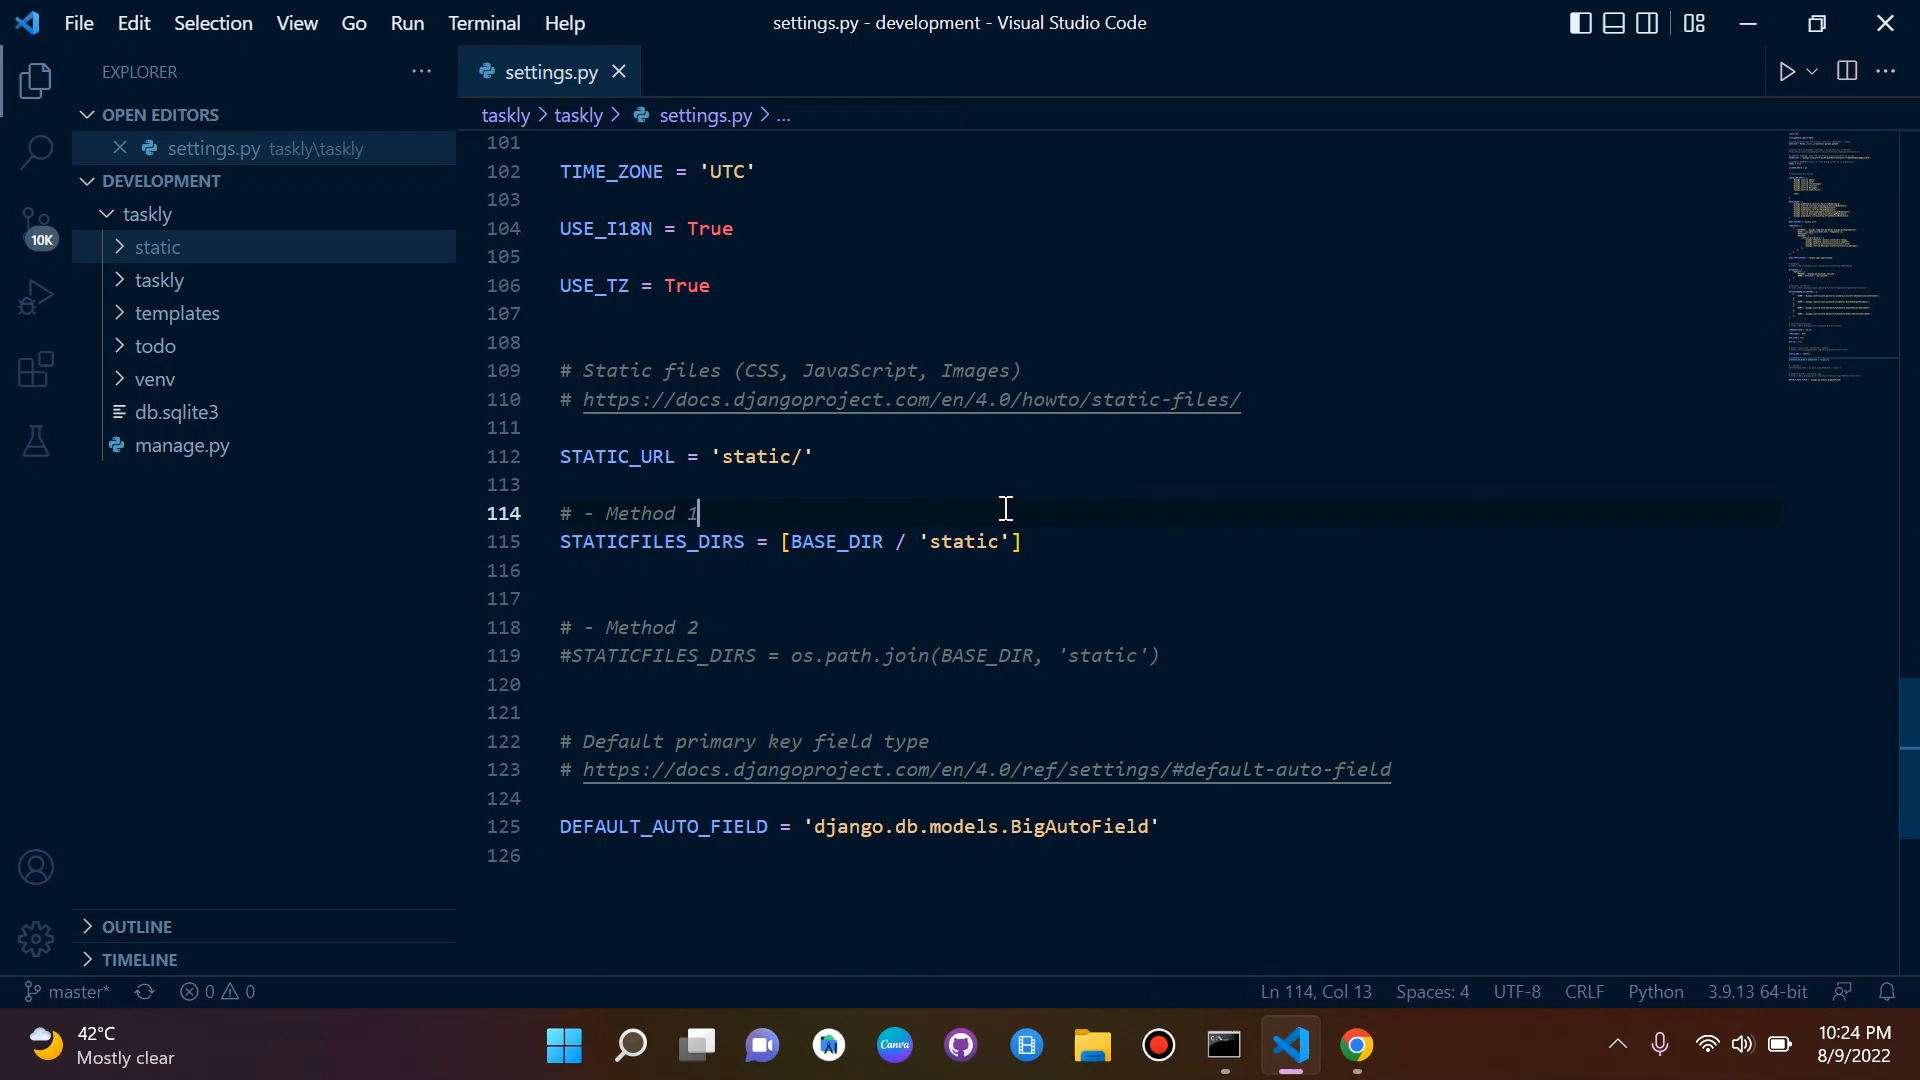 File Edit Selection View Go Run Terminal Help
settings.py - development - Visual Studio Code
EXPLORER
OPEN EDITORS
settings.py taskly\taskly
DEVELOPMENT
taskly
static
taskly
templates
todo
venv
db.sqlite3
manage.py
OUTLINE
TIMELINE
10K
settings.py
taskly > taskly > settings.py > ...
101
102 TIME_ZONE = 'UTC'
103
104 USE_I18N = True
105
106 USE_TZ = True
107
108
109 # Static files (CSS, JavaScript, Images)
110 # https://docs.djangoproject.com/en/4.0/howto/static-files/
111
112 STATIC_URL = 'static/'
113
114 # - Method 1
115 STATICFILES_DIRS = [BASE_DIR / 'static']
116
117
118 # - Method 2
119 #STATICFILES_DIRS = os.path.join(BASE_DIR, 'static')
120
121
122 # Default primary key field type
123 # https://docs.djangoproject.com/en/4.0/ref/settings/#default-auto-field
124
125 DEFAULT_AUTO_FIELD = 'django.db.models.BigAutoField'
126
master* 0 0
Ln 114, Col 13 Spaces: 4 UTF-8 CRLF Python 3.9.13 64-bit
42°C
Mostly clear
Canva
10:24 PM
8/9/2022